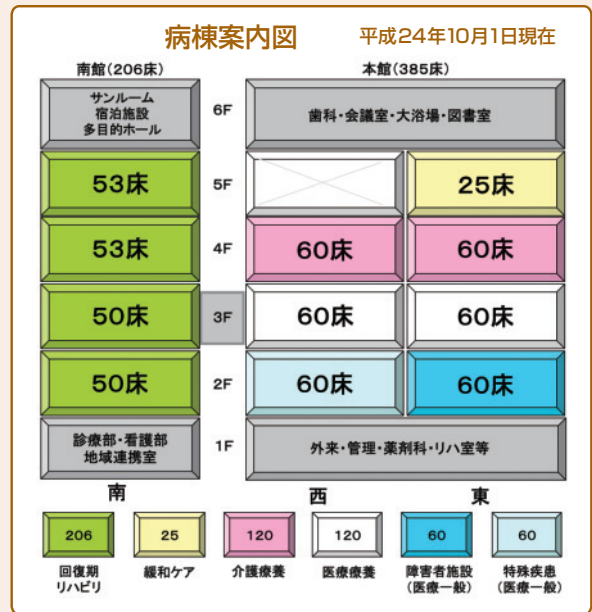 病棟案内図
平成24年10月1日現在
南館(206床)
本館(385床)
サンルーム
宿泊施設
多目的ホール
6F
歯科・会議室・大浴場・図書室
53床
5F
25床
53床
4F
60床
60床
50床
3F
60床
60床
50床
2F
60床
60床
診療部・看護部
地域連携室
1F
外来・管理・薬剤科・リハ室等
南
西
東
206
25
120
120
60
60
回復期
リハビリ
緩和ケア
介護療養
医療療養
障害者施設
(医療一般)
特殊疾患
(医療一般)